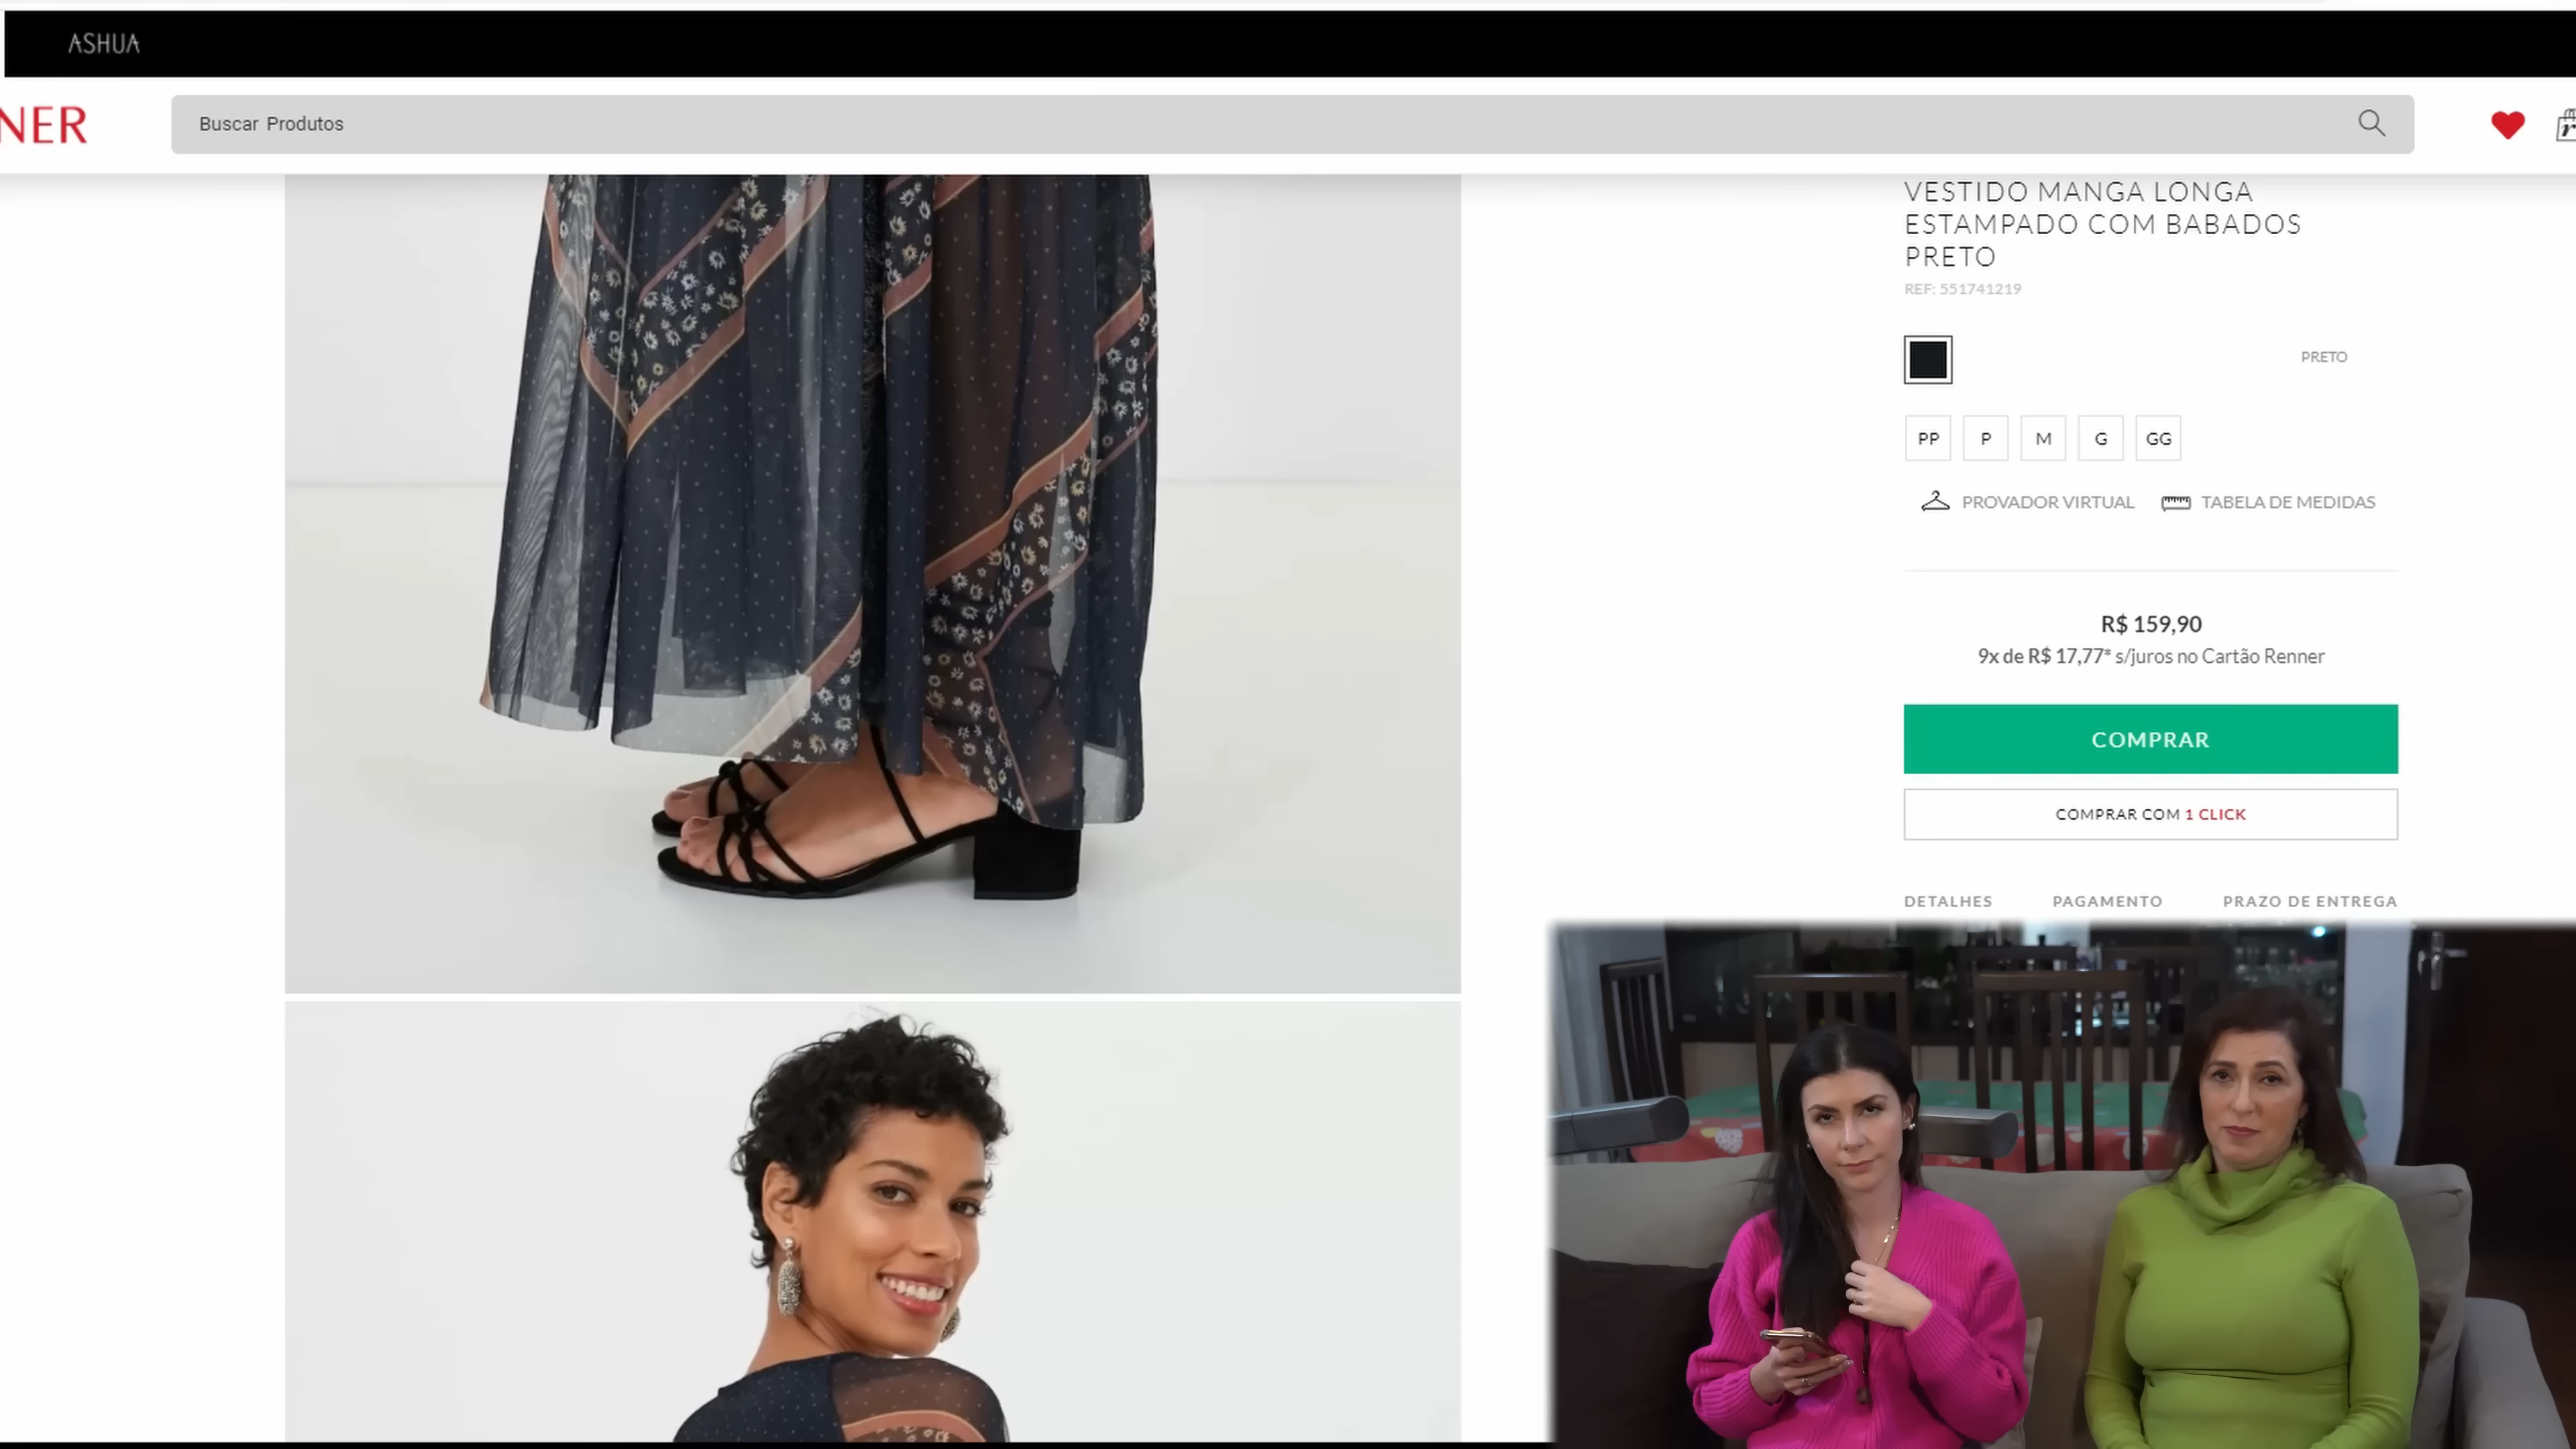 ASHUA
NER
Buscar Produtos
VESTIDO MANGA LONGA
ESTAMPADO COM BABADOS
PRETO
REF: 551741219
PRETO
PP P M G GG
PROVADOR VIRTUAL TABELA DE MEDIDAS
R$ 159,90
9x de R$ 17,77* s/juros no Cartão Renner
COMPRAR
COMPRAR COM 1 CLICK
DETALHES PAGAMENTO PRAZO DE ENTREGA